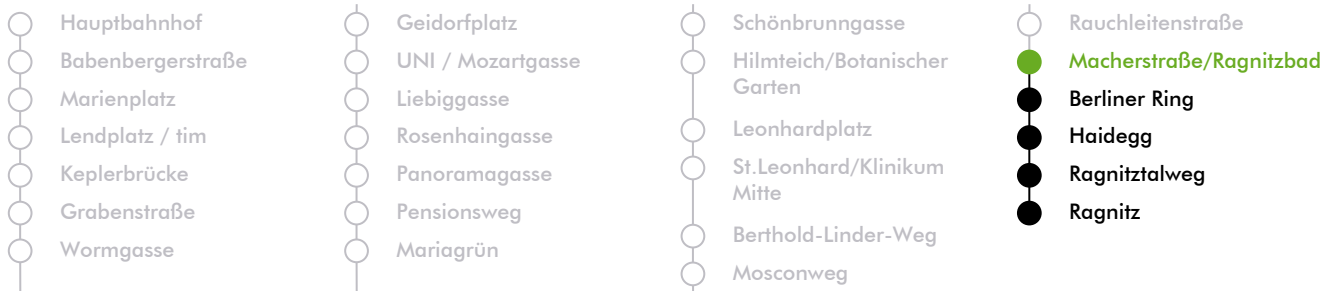 Hauptbahnhof
Babenbergerstraße
Marienplatz
Lendplatz / tim
Keplerbrücke
Grabenstraße
Wormgasse
Geidorfplatz
UNI / Mozartgasse
Liebiggasse
Rosenhaingasse
Panoramagasse
Pensionsweg
Mariagrün
Schönbrunngasse
Hilmteich/Botanischer
Garten
Leonhardplatz
St.Leonhard/Klinikum
Mitte
Berthold-Linder-Weg
Mosconweg
Rauchleitenstraße
Macherstraße/Ragnitzbad
Berliner Ring
Haidegg
Ragnitztalweg
Ragnitz